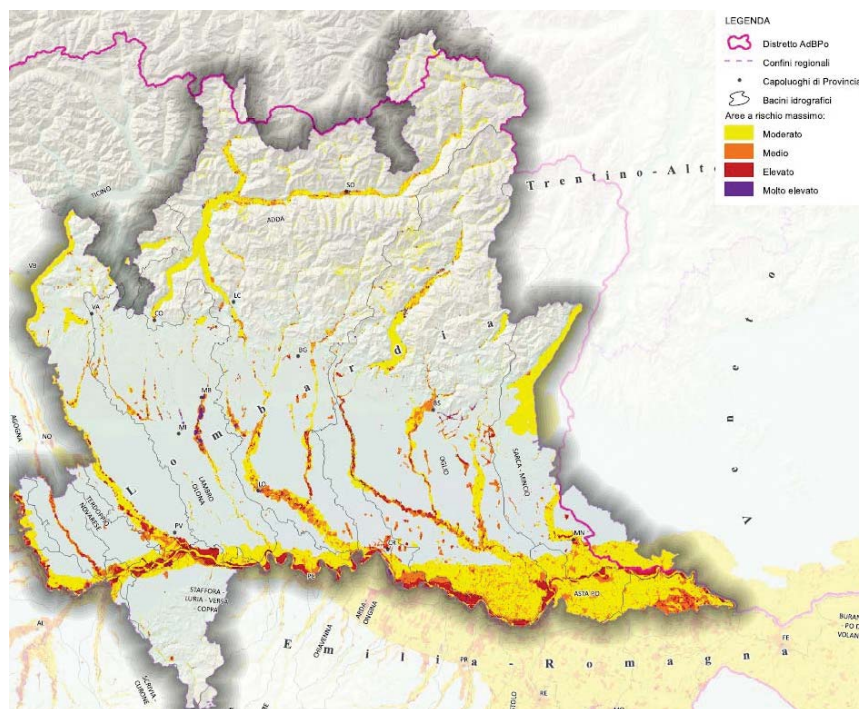 LEGENDA
Distretto AdBPo
Confini regionali
Capoluoghi di Provincia
Bacini idrografici
Aree a rischio massimo:
Moderato
Medio
Elevato
Molto elevato
Trentino-Alto
TICINO
SO
ADDA
VB
VA
CO
LC
BG
MB
MI
BS
Lombardia
Veneto
AGOGNA
NO
OGLIO
SARCA - MINCIO
LAMBRO - OLONA
LO
TERDOPPIO NOVARESE
PV
CR
MN
PC
ASTA PO
STAFFORA - LURIA - VERSA - COPPA
ARDA - ONGINA
CHIAVENNA
Emilia-Romagna
AL
SCRIVIA - CURONE
PR
RE
FE
BURANA - PO DI VOLANO